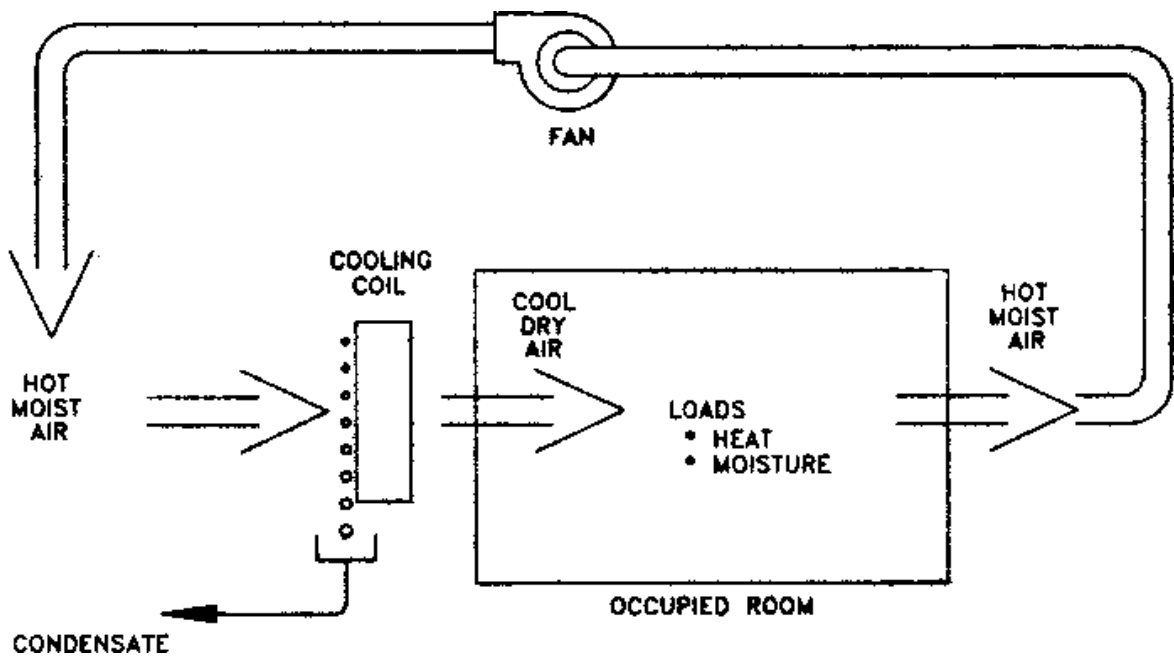 FAN
COOLING
COIL
COOL
DRY
AIR
HOT
MOIST
AIR
HOT
MOIST
AIR
LOADS
• HEAT
• MOISTURE
OCCUPIED ROOM
CONDENSATE